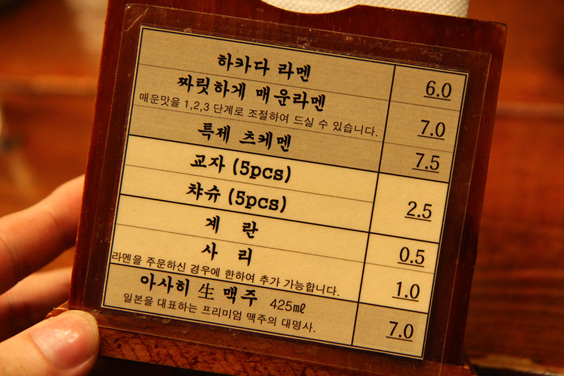 하카다 라멘 6.0
짜릿하게 매운라멘 7.0
매운맛을 1,2,3 단계로 조절하여 드실 수 있습니다.
특제 츠케멘 7.5
교자 (5pcs)
챠슈 (5pcs) 2.5
계 란 0.5
사 리 1.0
라멘을 주문하신 경우에 한하여 추가 가능합니다.
아사히 生 맥주 425㎖ 7.0
일본을 대표하는 프리미엄 맥주의 대명사.